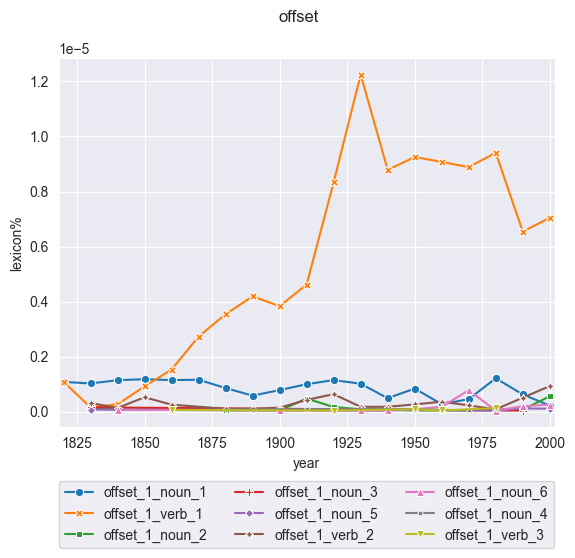 offset
1e−5
1.2
1.0
0.8
0.6
0.4
0.2
0.0
lexicon%
1825 1850 1875 1900 1925 1950 1975 2000
year
offset_1_noun_1 offset_1_noun_3 offset_1_noun_6
offset_1_verb_1 offset_1_noun_5 offset_1_noun_4
offset_1_noun_2 offset_1_verb_2 offset_1_verb_3